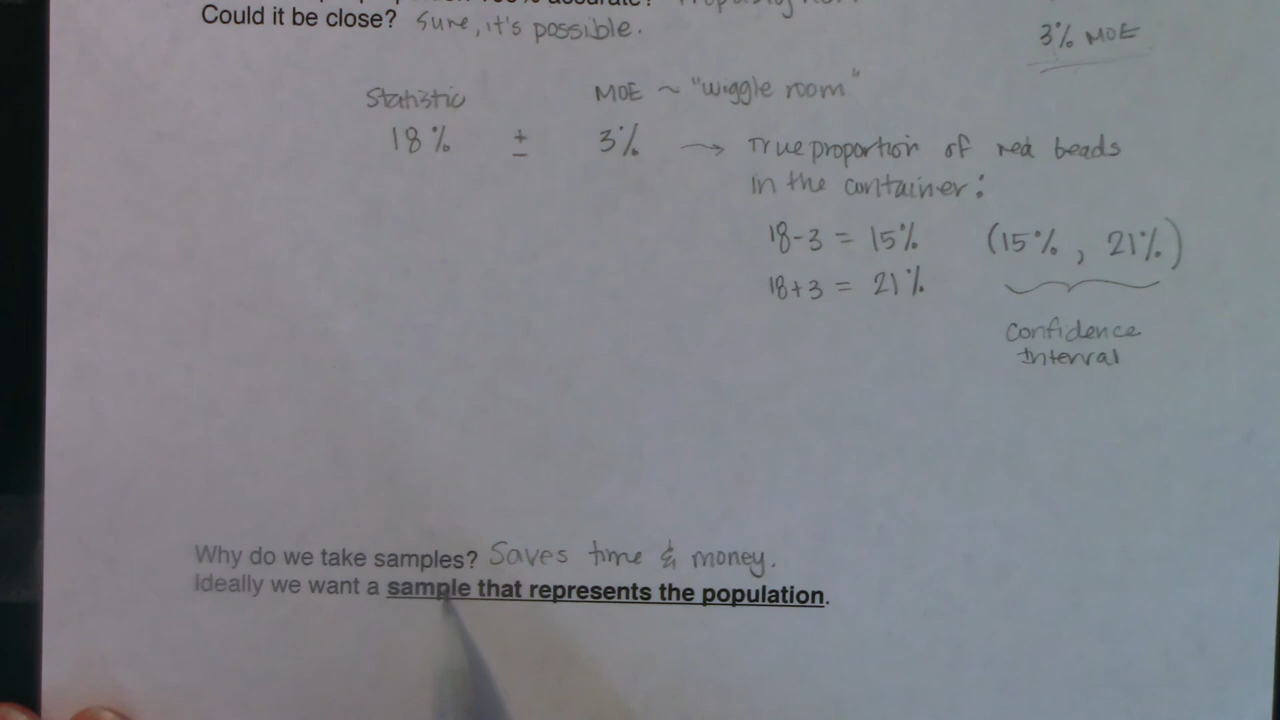 accurate?
Could it be close? Sure, it's possible.
3% MOE
Statistic MOE ~ "wiggle room"
18% ± 3% → True proportion of red beads
in the container:
18-3 = 15% (15%, 21%)
18+3 = 21%
Confidence
Interval
Why do we take samples? Saves time & money.
Ideally we want a sample that represents the population.